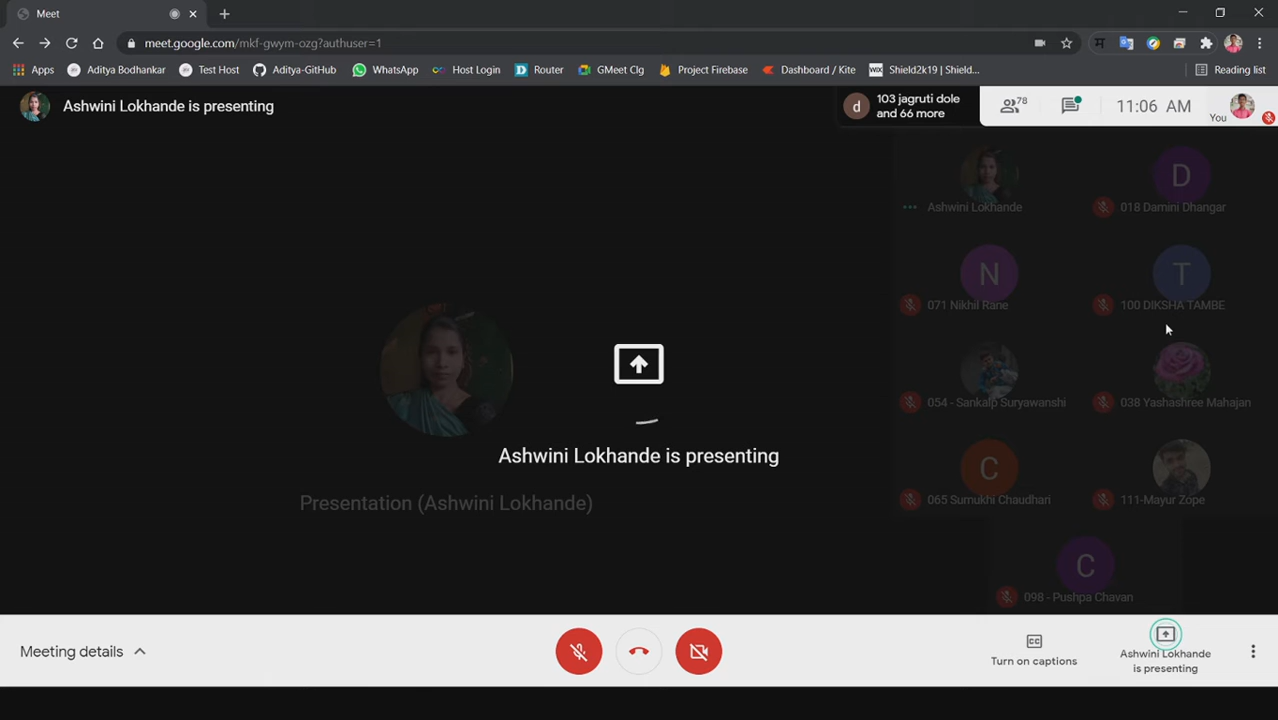 Meet
meet.google.com/mkf-gwym-ozg?authuser=1
Apps Aditya Bodhankar Test Host Aditya-GitHub WhatsApp Host Login Router GMeet Clg Project Firebase Dashboard / Kite WIX Shield2k19 | Shield... Reading list
Ashwini Lokhande is presenting
d
103 jagruti dole
and 66 more
78
11:06 AM
You
Ashwini Lokhande
D
018 Damini Dhangar
N
071 Nikhil Rane
T
100 DIKSHA TAMBE
054 - Sankalp Suryawanshi
038 Yashashree Mahajan
C
065 Sumukhi Chaudhari
111-Mayur Zope
C
098 - Pushpa Chavan
Ashwini Lokhande is presenting
Presentation (Ashwini Lokhande)
Meeting details
CC
Turn on captions
Ashwini Lokhande
is presenting